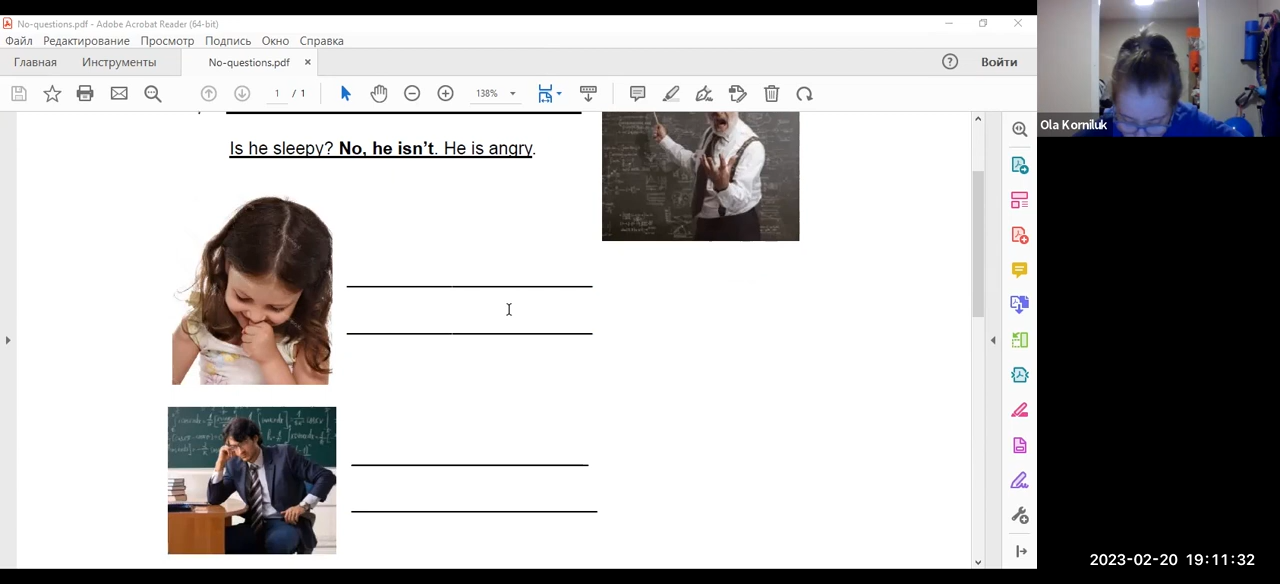 No-questions.pdf - Adobe Acrobat Reader (64-bit)
Файл Редактирование Просмотр Подпись Окно Справка
Главная Инструменты No-questions.pdf × Войти
1 / 1 138%
Is he sleepy? No, he isn't. He is angry.
Ola Korniluk
2023-02-20 19:11:32